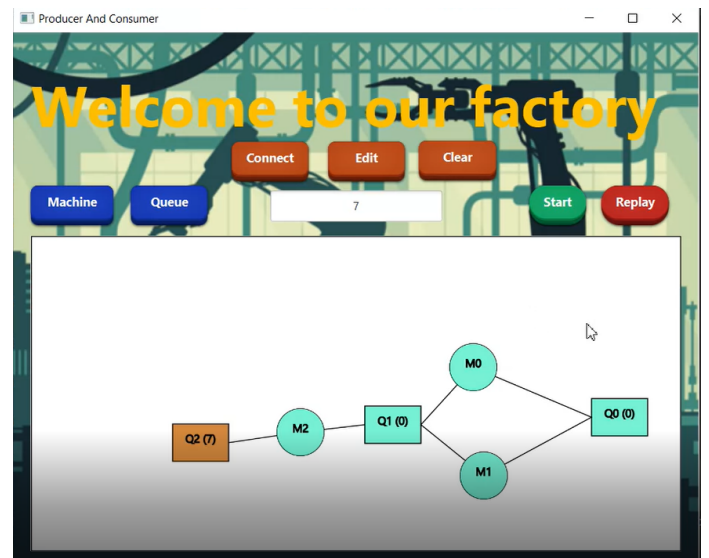 Producer And Consumer
Welcome to our factory
Connect Edit Clear
Machine Queue 7 Start Replay
M0
Q2 (7) M2 Q1 (0) Q0 (0)
M1